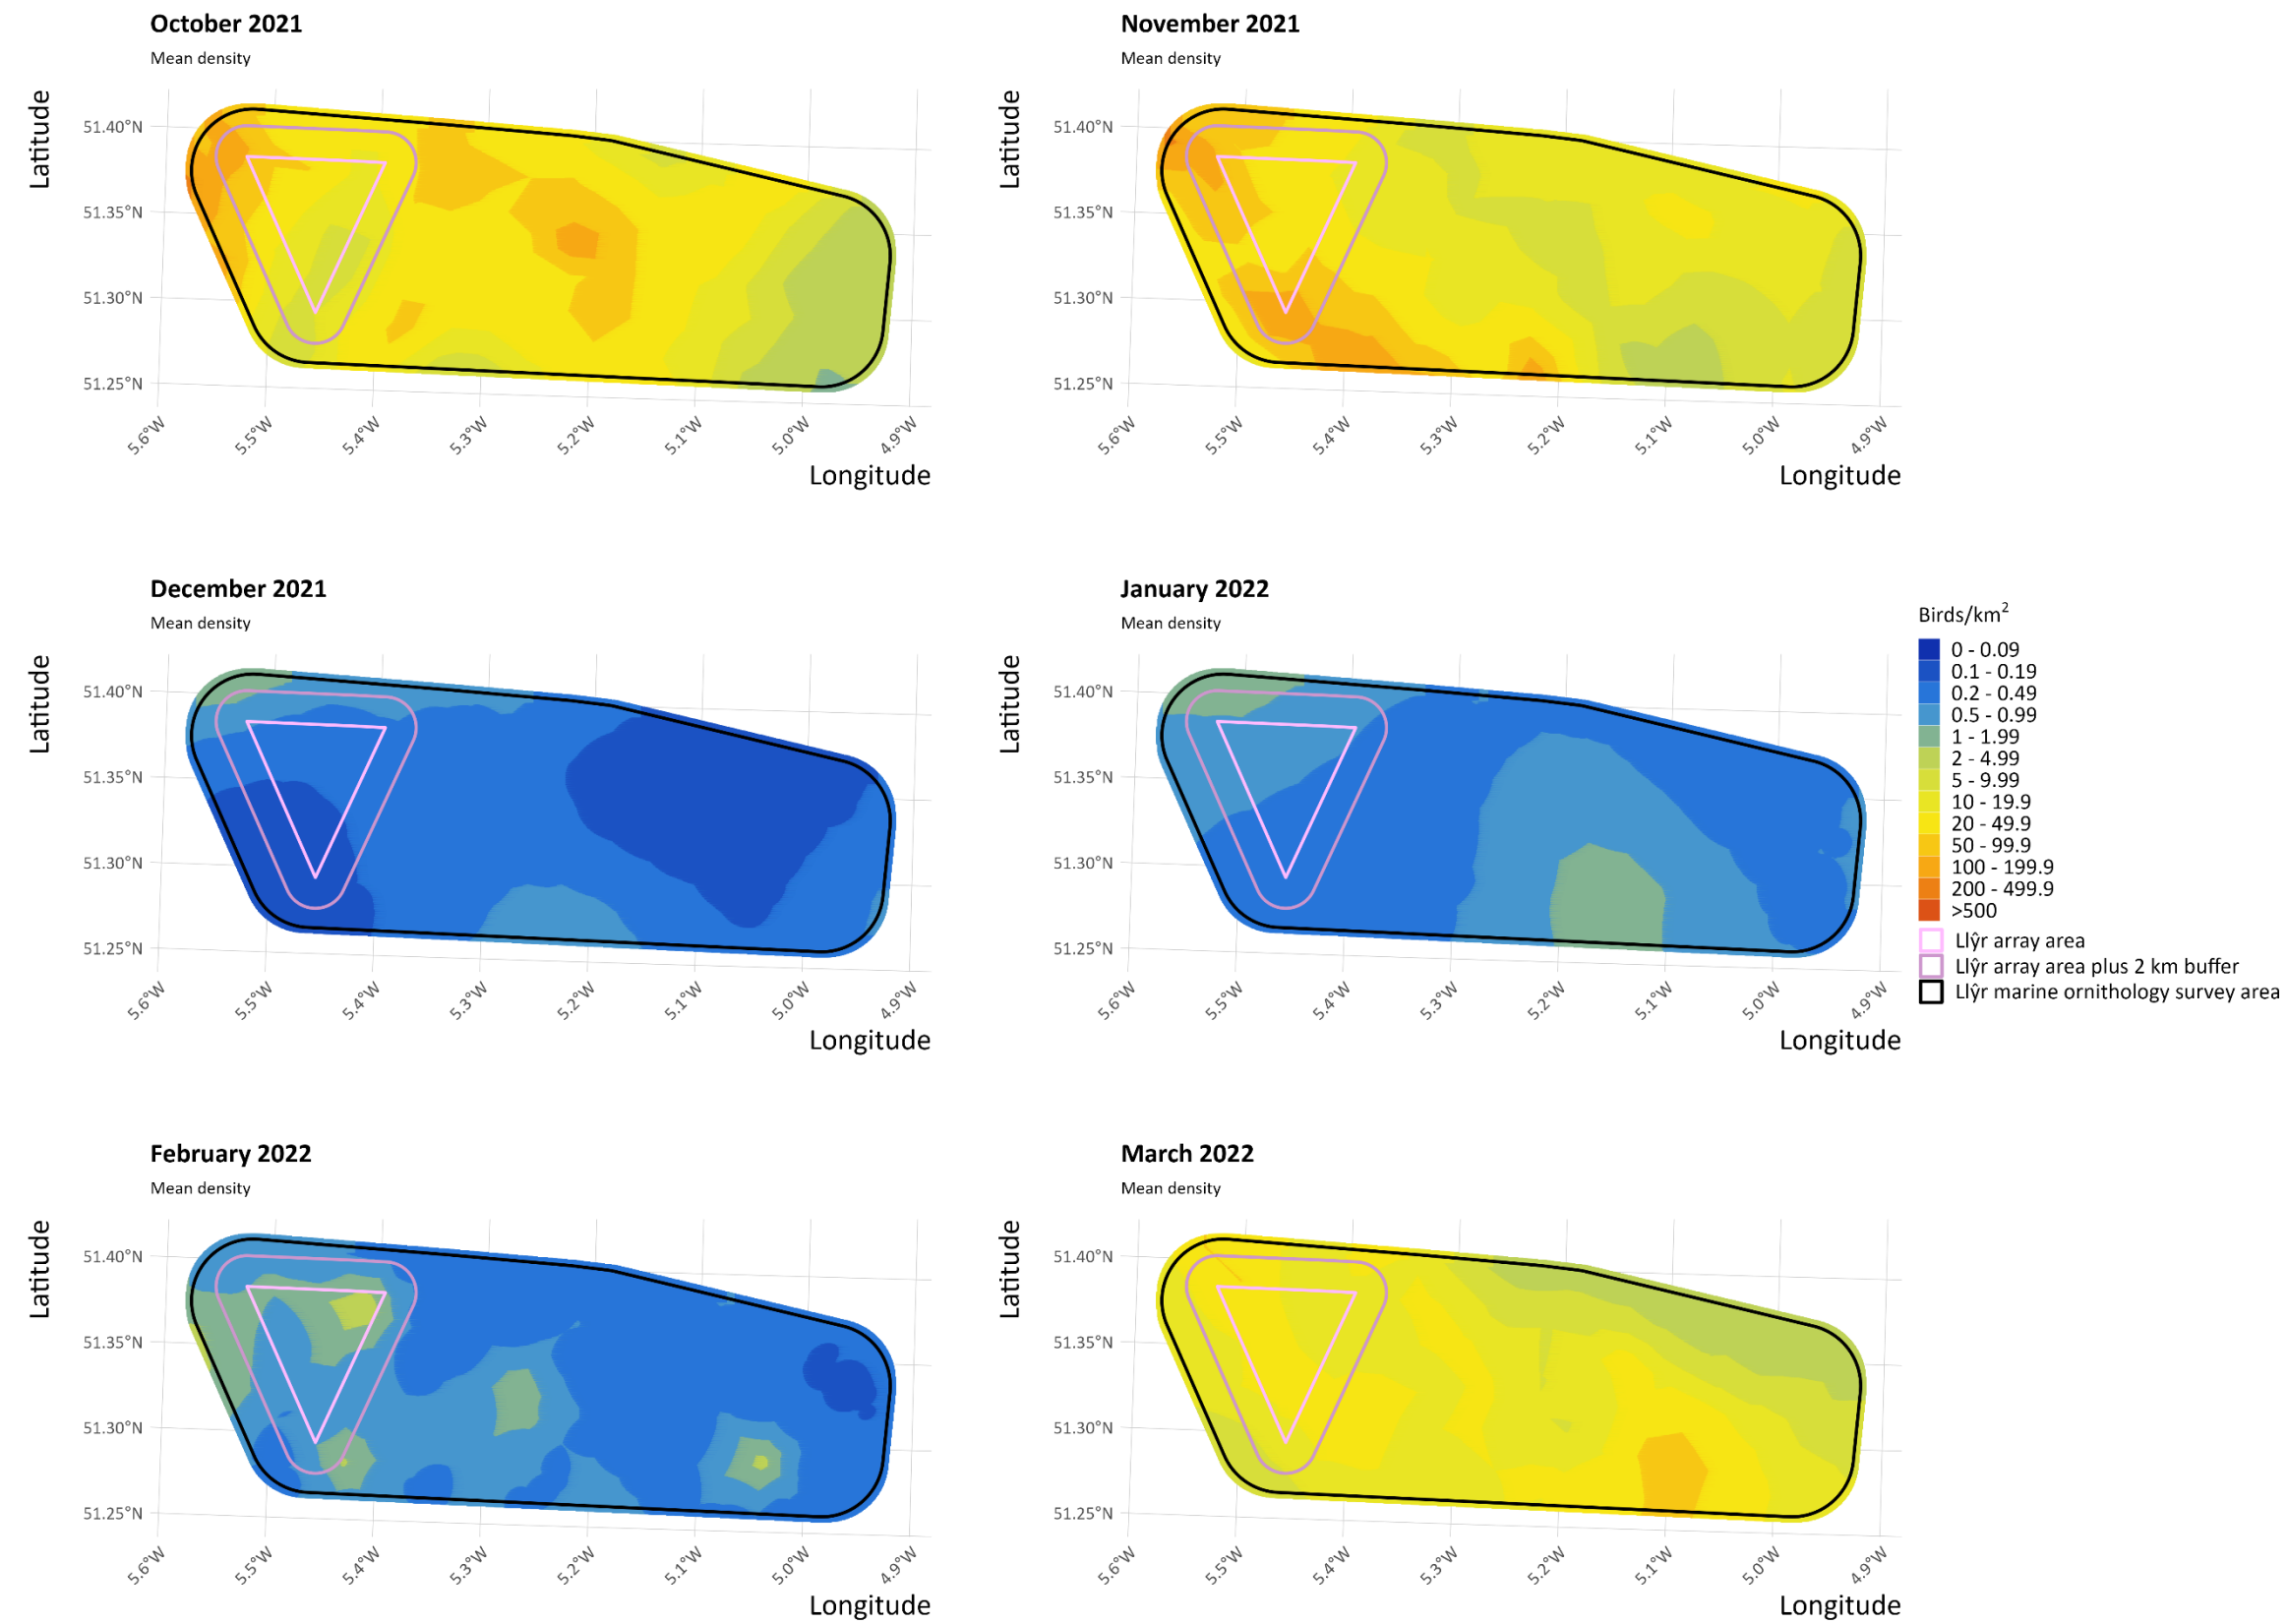 October 2021
Mean density
Latitude
51.40°N
51.35°N
51.30°N
51.25°N
5.6°W
5.5°W
5.4°W
5.3°W
5.2°W
5.1°W
5.0°W
4.9°W
Longitude
November 2021
Mean density
Latitude
51.40°N
51.35°N
51.30°N
51.25°N
5.6°W
5.5°W
5.4°W
5.3°W
5.2°W
5.1°W
5.0°W
4.9°W
Longitude
December 2021
Mean density
Latitude
51.40°N
51.35°N
51.30°N
51.25°N
5.6°W
5.5°W
5.4°W
5.3°W
5.2°W
5.1°W
5.0°W
4.9°W
Longitude
January 2022
Mean density
Latitude
51.40°N
51.35°N
51.30°N
51.25°N
5.6°W
5.5°W
5.4°W
5.3°W
5.2°W
5.1°W
5.0°W
4.9°W
Longitude
Birds/km²
0 - 0.09
0.1 - 0.19
0.2 - 0.49
0.5 - 0.99
1 - 1.99
2 - 4.99
5 - 9.99
10 - 19.9
20 - 49.9
50 - 99.9
100 - 199.9
200 - 499.9
>500
Llŷr array area
Llŷr array area plus 2 km buffer
Llŷr marine ornithology survey area
February 2022
Mean density
Latitude
51.40°N
51.35°N
51.30°N
51.25°N
5.6°W
5.5°W
5.4°W
5.3°W
5.2°W
5.1°W
5.0°W
4.9°W
Longitude
March 2022
Mean density
Latitude
51.40°N
51.35°N
51.30°N
51.25°N
5.6°W
5.5°W
5.4°W
5.3°W
5.2°W
5.1°W
5.0°W
4.9°W
Longitude